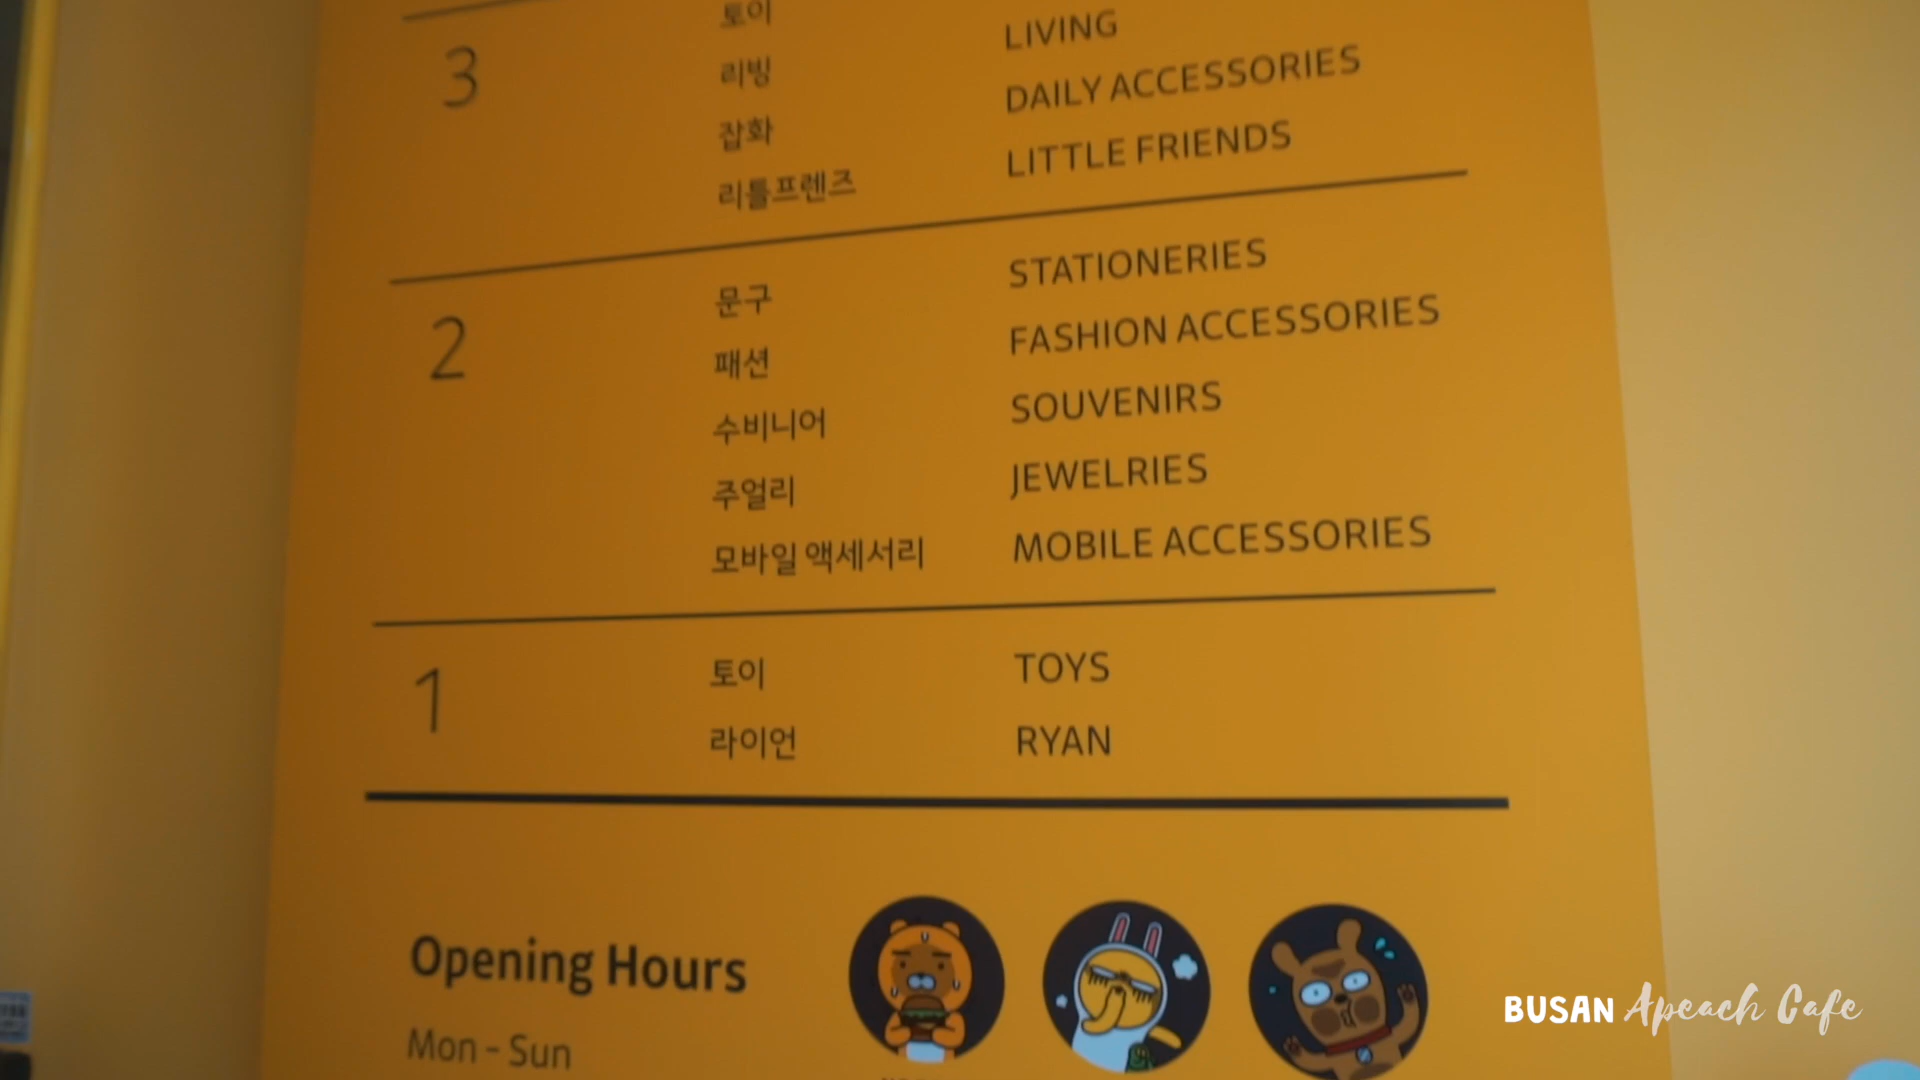 토이
3
LIVING
리빙
DAILY ACCESSORIES
잡화
LITTLE FRIENDS
리틀프렌즈
2
문구 STATIONERIES
패션 FASHION ACCESSORIES
수비니어 SOUVENIRS
주얼리 JEWELRIES
모바일 액세서리 MOBILE ACCESSORIES
1
토이 TOYS
라이언 RYAN
Opening Hours
Mon - Sun
BUSAN Apeach Cafe